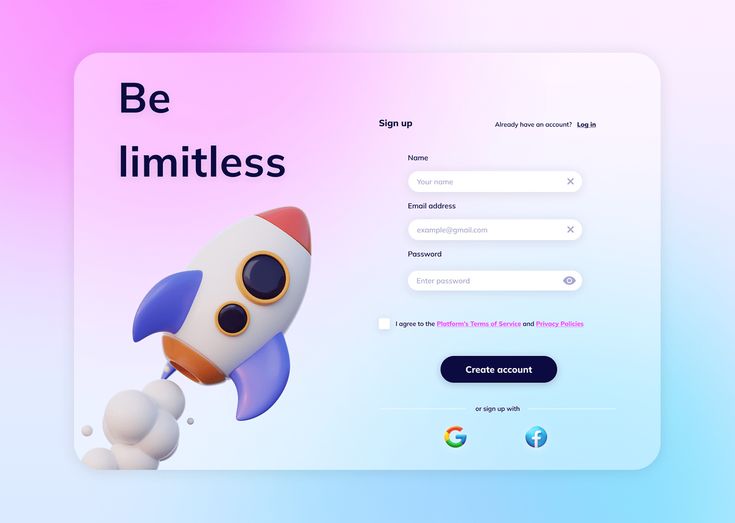 Be
limitless
Sign up
Already have an account? Log in
Name
Your name
Email address
example@gmail.com
Password
Enter password
I agree to the Platform's Terms of Service and Privacy Policies
Create account
or sign up with